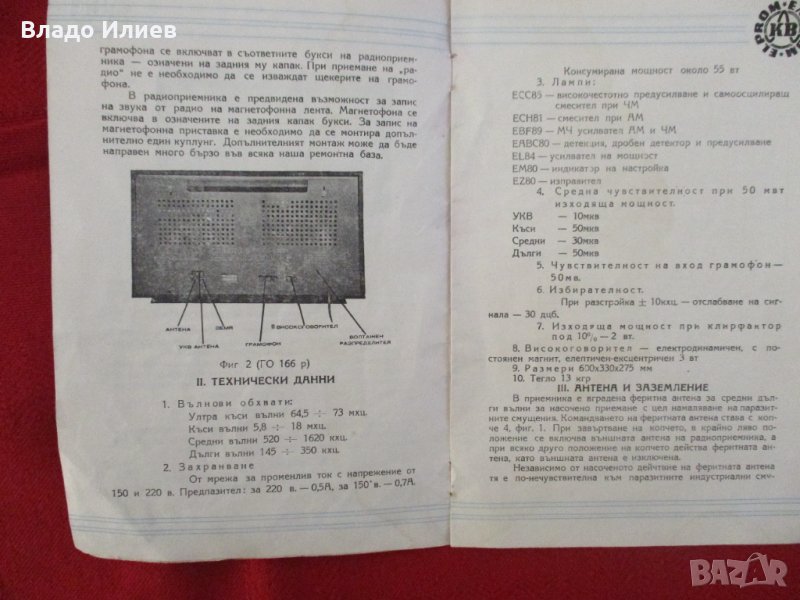 Владо Илиев
грамофона се включват в съответните букси на радиоприем-
ника — означени на задния му капак. При приемане на „ра-
дио" не е необходимо да се изваждат щекерите на грамо-
фона.
В радиоприемника е предвидена възможност за запис
на звука от радио на магнетофонна лента. Магнетофона се
включва в означените на задния капак букси. За запис на
магнетофонна приставка е необходимо да се монтира допъл-
нително един куплунг. Допълнителният монтаж може да бъде
направен много бързо във всяка наша ремонтна база.
АНТЕНА
УКВ АНТЕНА
ЗЕМЯ
ГРАМОФОН
ВИСОКОГОВОРИТЕЛ
ВОЛТАЖЕН
РАЗПРЕДЕЛИТЕЛ
Фиг 2 (ГО 166 р)
II. ТЕХНИЧЕСКИ ДАННИ
1. Вълнови обхвати:
Ултра къси вълни 64,5 ÷ 73 мхц.
Къси вълни 5,8 ÷ 18 мхц.
Средни вълни 520 ÷ 1620 кхц.
Дълги вълни 145 ÷ 350 кхц.
2. Захранване
От мрежа за променлив ток с напрежение от
150 и 220 в. Предпазител: за 220 в. — 0,5А, за 150 в. — 0,7А.
ELPROM
КВ
Консумирана мощност около 55 вт
3. Лампи:
ECC85 — високочестотно предусилване и самоосцилиращ
смесител при ЧМ
ECH81 — смесител при АМ
EBF89 — МЧ усилвател АМ и ЧМ
EABC80 — детекция, дробен детектор и предусилване
EL84 — усилвател на мощност
EM80 — индикатэр на настройка
EZ80 — изправител
4. Средна чувствителност при 50 мвт
изходяща мощност.
УКВ — 10мкв
Къси — 50мкв
Средни — 30мкв
Дълги — 50мкв
5. Чувствителност на вход грамофон—
50мв.
6. Избирателност.
При разстройка ± 10кхц. — отслабване на сиг-
нала — 30 дцб.
7. Изходяща мощност при клирфактор
под 10% — 2 вт.
8. Високоговорител — електродинамичен, с по-
стоянен магнит, елептичен-ексцентричен 3 вт
9. Размери 600х330х275 мм
10. Тегло 13 кгр
III. АНТЕНА И ЗАЗЕМЛЕНИЕ
В приемника е вградена феритна антена за средни дъл-
ги вълни за насочено приемане с цел намаляване на паразит-
ните смущения. Командването на феритната антена става с коп-
че 4, фиг. 1. При завъртване на копчето, в крайно ляво по-
ложение се включва външната антена на радиоприемника, а
при всяко друго положение на копчето действа феритната ан-
тена, като външната антена е изключена.
Независимо от насоченото действие на феритната антена
тя е по-нечувствителна към паразитните индустриални сму-
BAZAR